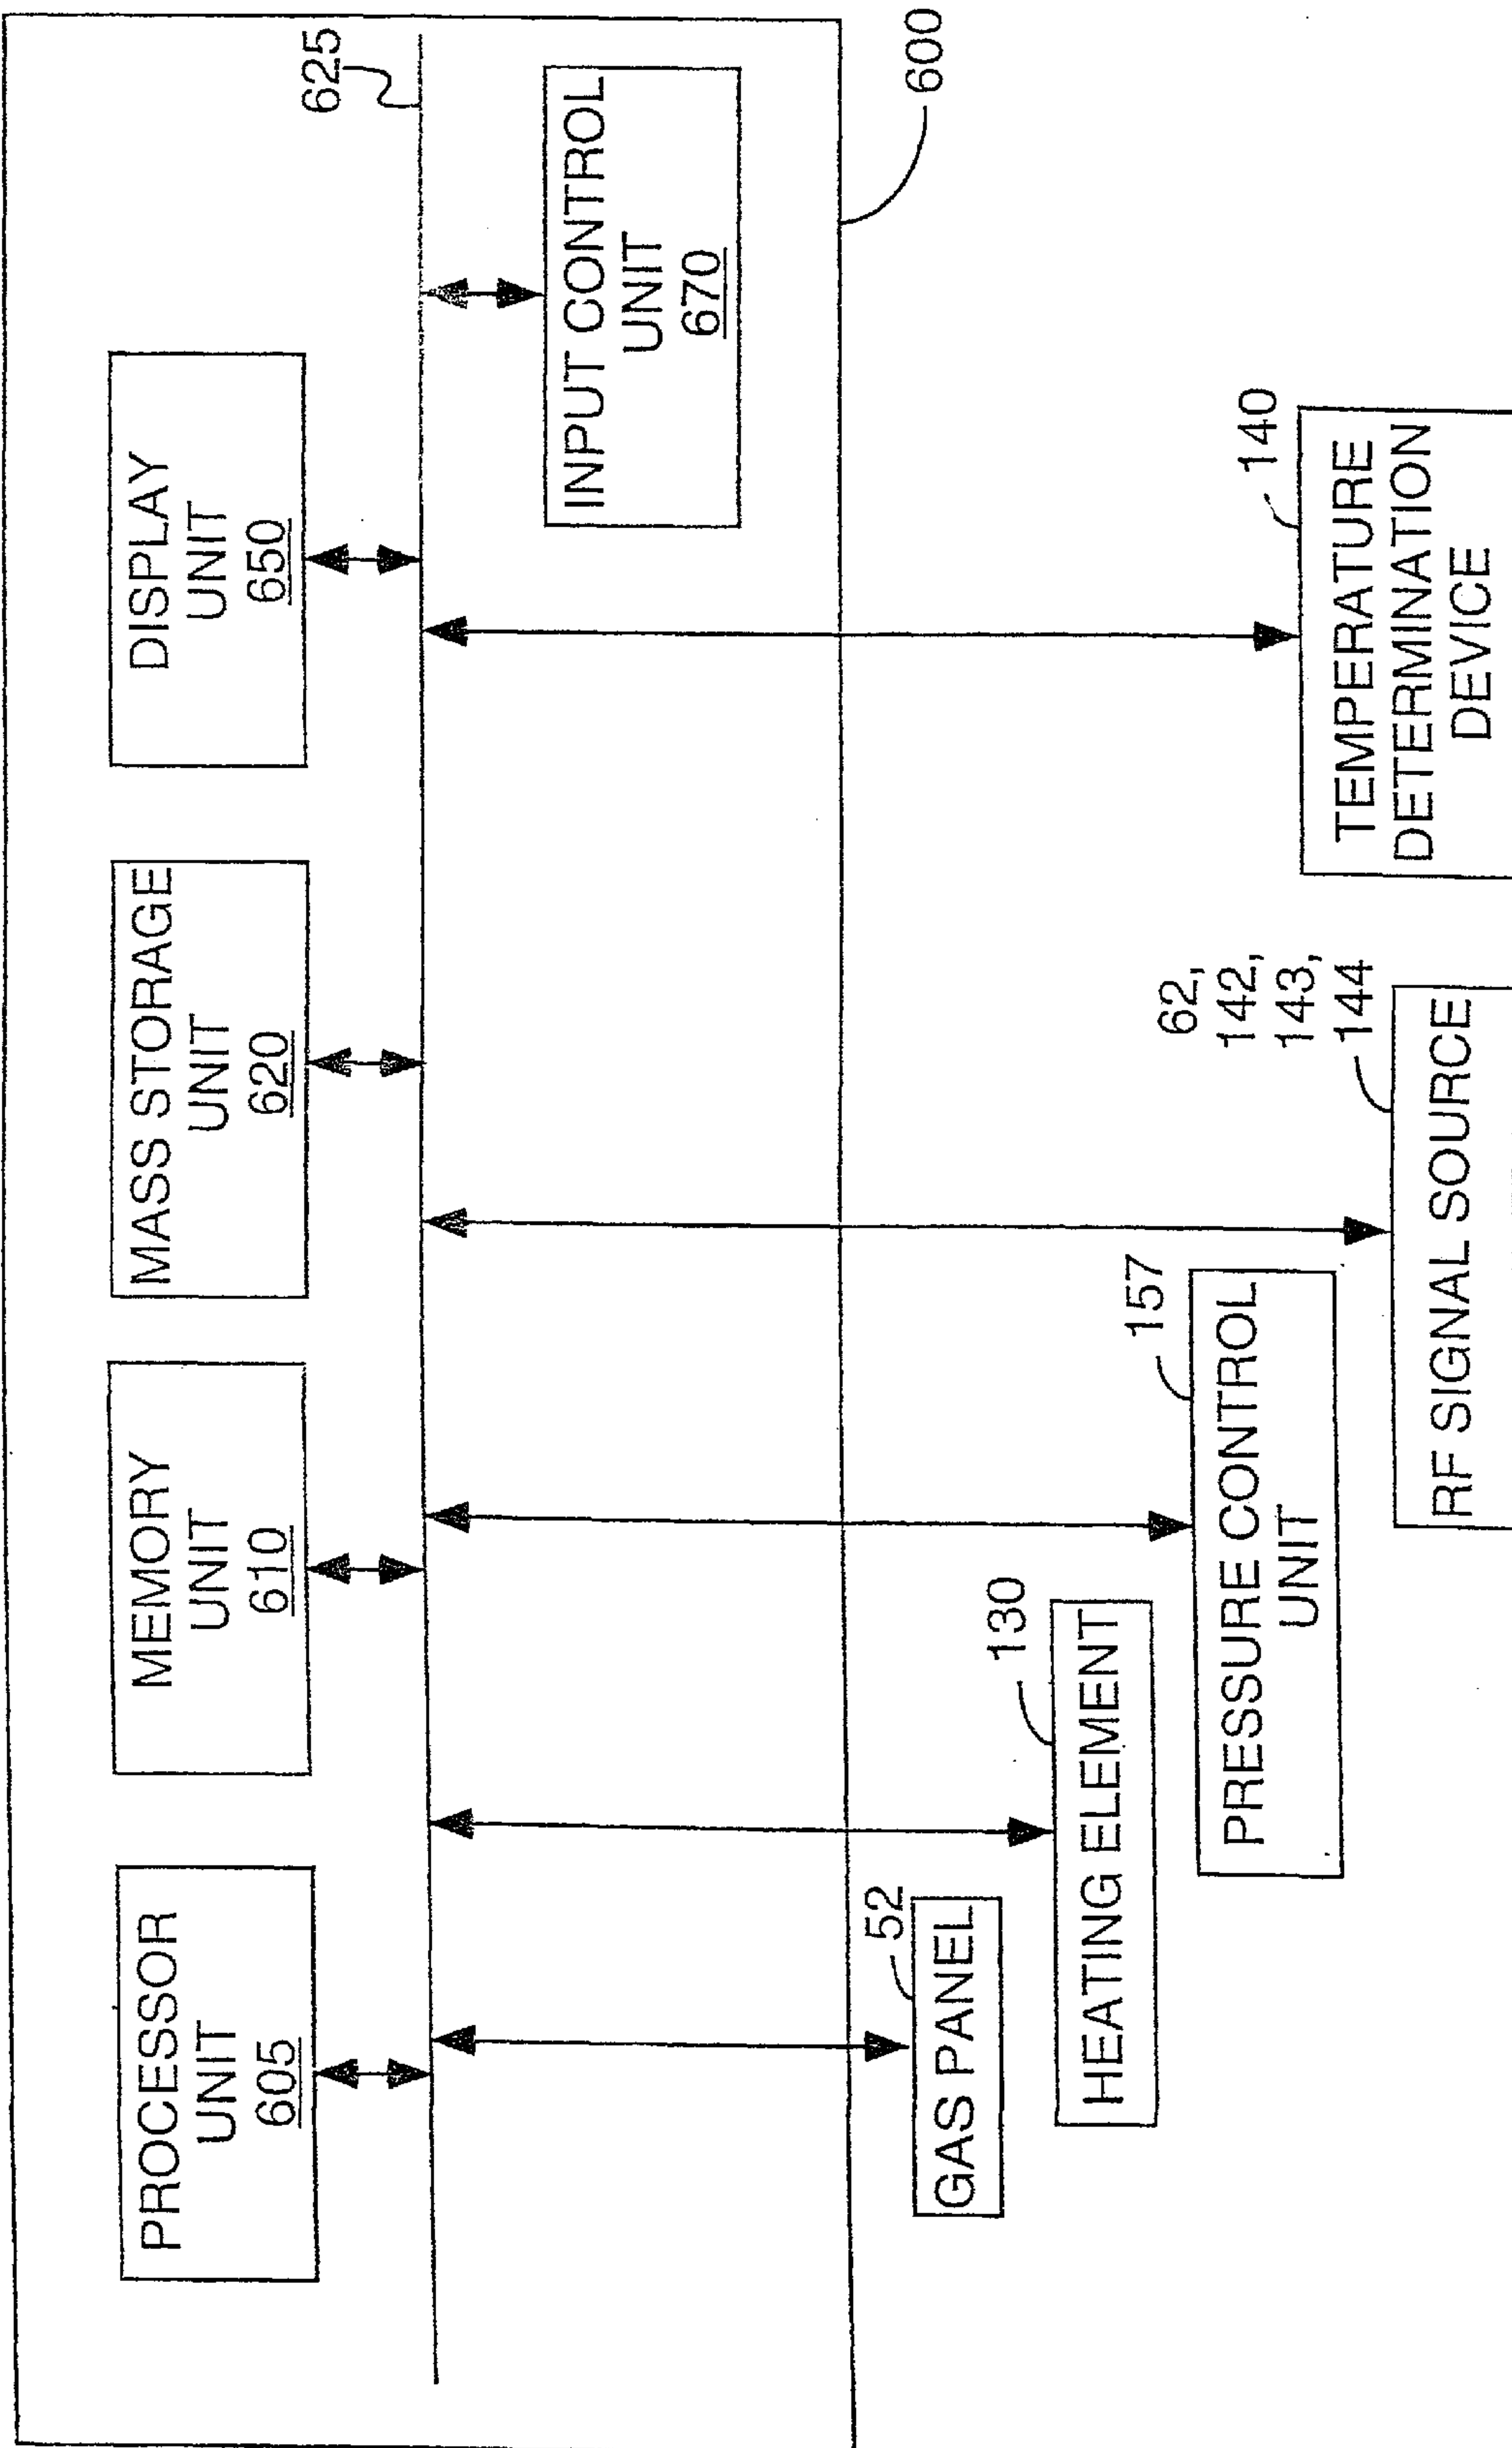 PROCESSOR
UNIT
605
MEMORY
UNIT
610
MASS STORAGE
UNIT
620
DISPLAY
UNIT
650
625
INPUT CONTROL
UNIT
670
600
52
GAS PANEL
130
HEATING ELEMENT
157
PRESSURE CONTROL
UNIT
62,
142,
143,
144
RF SIGNAL SOURCE
140
TEMPERATURE
DETERMINATION
DEVICE